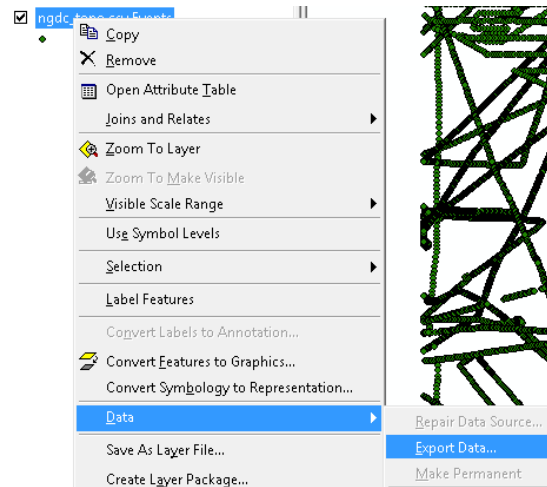 ngdc_topo.csv Events
Copy
Remove
Open Attribute Table
Joins and Relates
Zoom To Layer
Zoom To Make Visible
Visible Scale Range
Use Symbol Levels
Selection
Label Features
Convert Labels to Annotation...
Convert Features to Graphics...
Convert Symbology to Representation...
Data
Repair Data Source...
Export Data...
Save As Layer File...
Make Permanent
Create Layer Package...